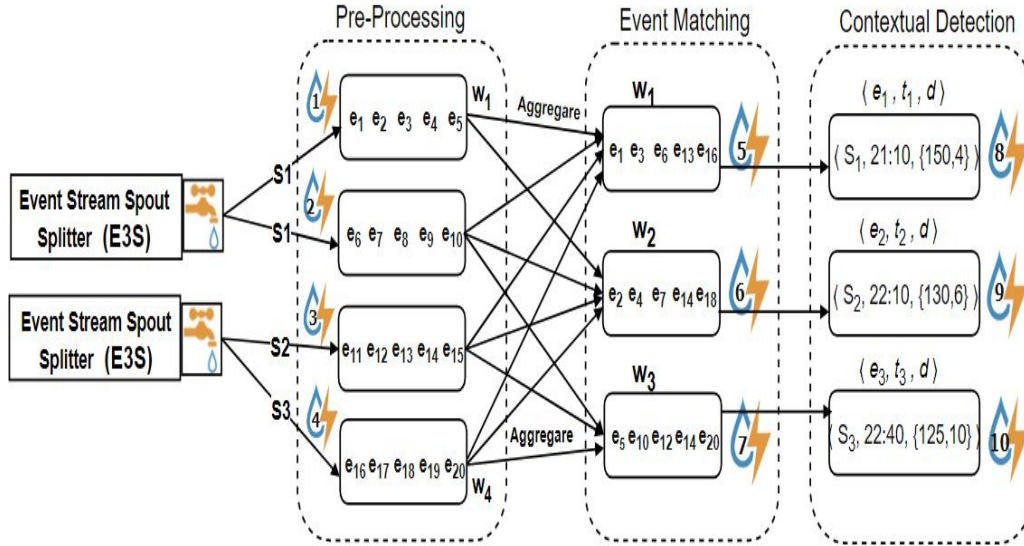 Pre-Processing
Event Matching
Contextual Detection
Event Stream Spout
Splitter (E3S)
Event Stream Spout
Splitter (E3S)
S1
S1
S2
S3
1
e1 e2 e3 e4 e5
w1
2
e6 e7 e8 e9 e10
3
e11 e12 e13 e14 e15
4
e16 e17 e18 e19 e20
w4
Aggregare
Aggregare
w1
e1 e3 e6 e13 e16
5
w2
e2 e4 e7 e14 e18
6
w3
e5 e10 e12 e14 e20
7
⟨ e1 , t1 , d ⟩
⟨ S1, 21:10, {150,4} ⟩
8
⟨ e2 , t2 , d ⟩
⟨ S2, 22:10, {130,6} ⟩
9
⟨ e3 , t3 , d ⟩
⟨ S3, 22:40, {125,10} ⟩
10